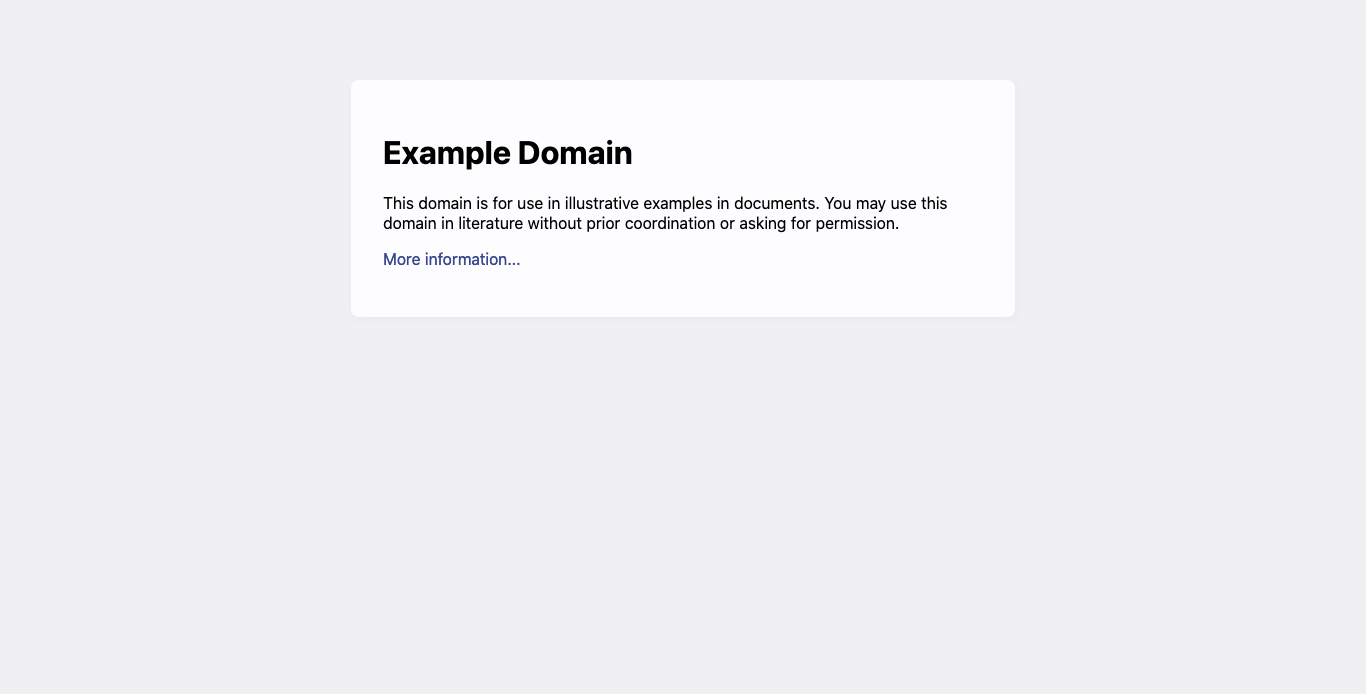 Example Domain
This domain is for use in illustrative examples in documents. You may use this
domain in literature without prior coordination or asking for permission.
More information...